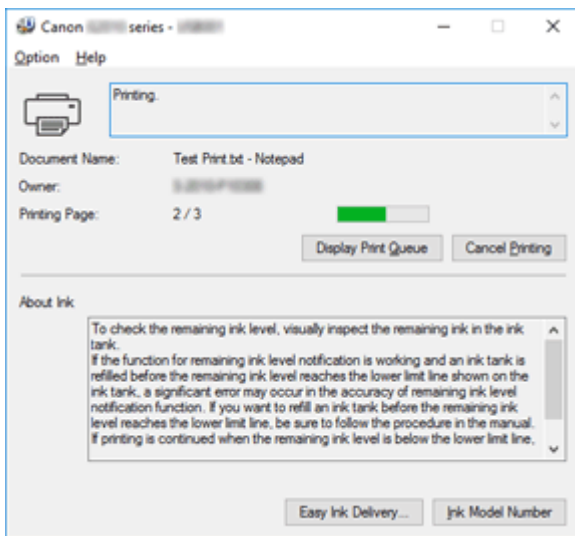 Canon series -
Option Help
Printing.
Document Name: Test Print.txt - Notepad
Owner:
Printing Page: 2 / 3
Display Print Queue Cancel Printing
About Ink
To check the remaining ink level, visually inspect the remaining ink in the ink
tank.
If the function for remaining ink level notification is working and an ink tank is
refilled before the remaining ink level reaches the lower limit line shown on the
ink tank, a significant error may occur in the accuracy of remaining ink level
notification function. If you want to refill an ink tank before the remaining ink
level reaches the lower limit line, be sure to follow the procedure in the manual.
If printing is continued when the remaining ink level is below the lower limit line,
Easy Ink Delivery... Ink Model Number